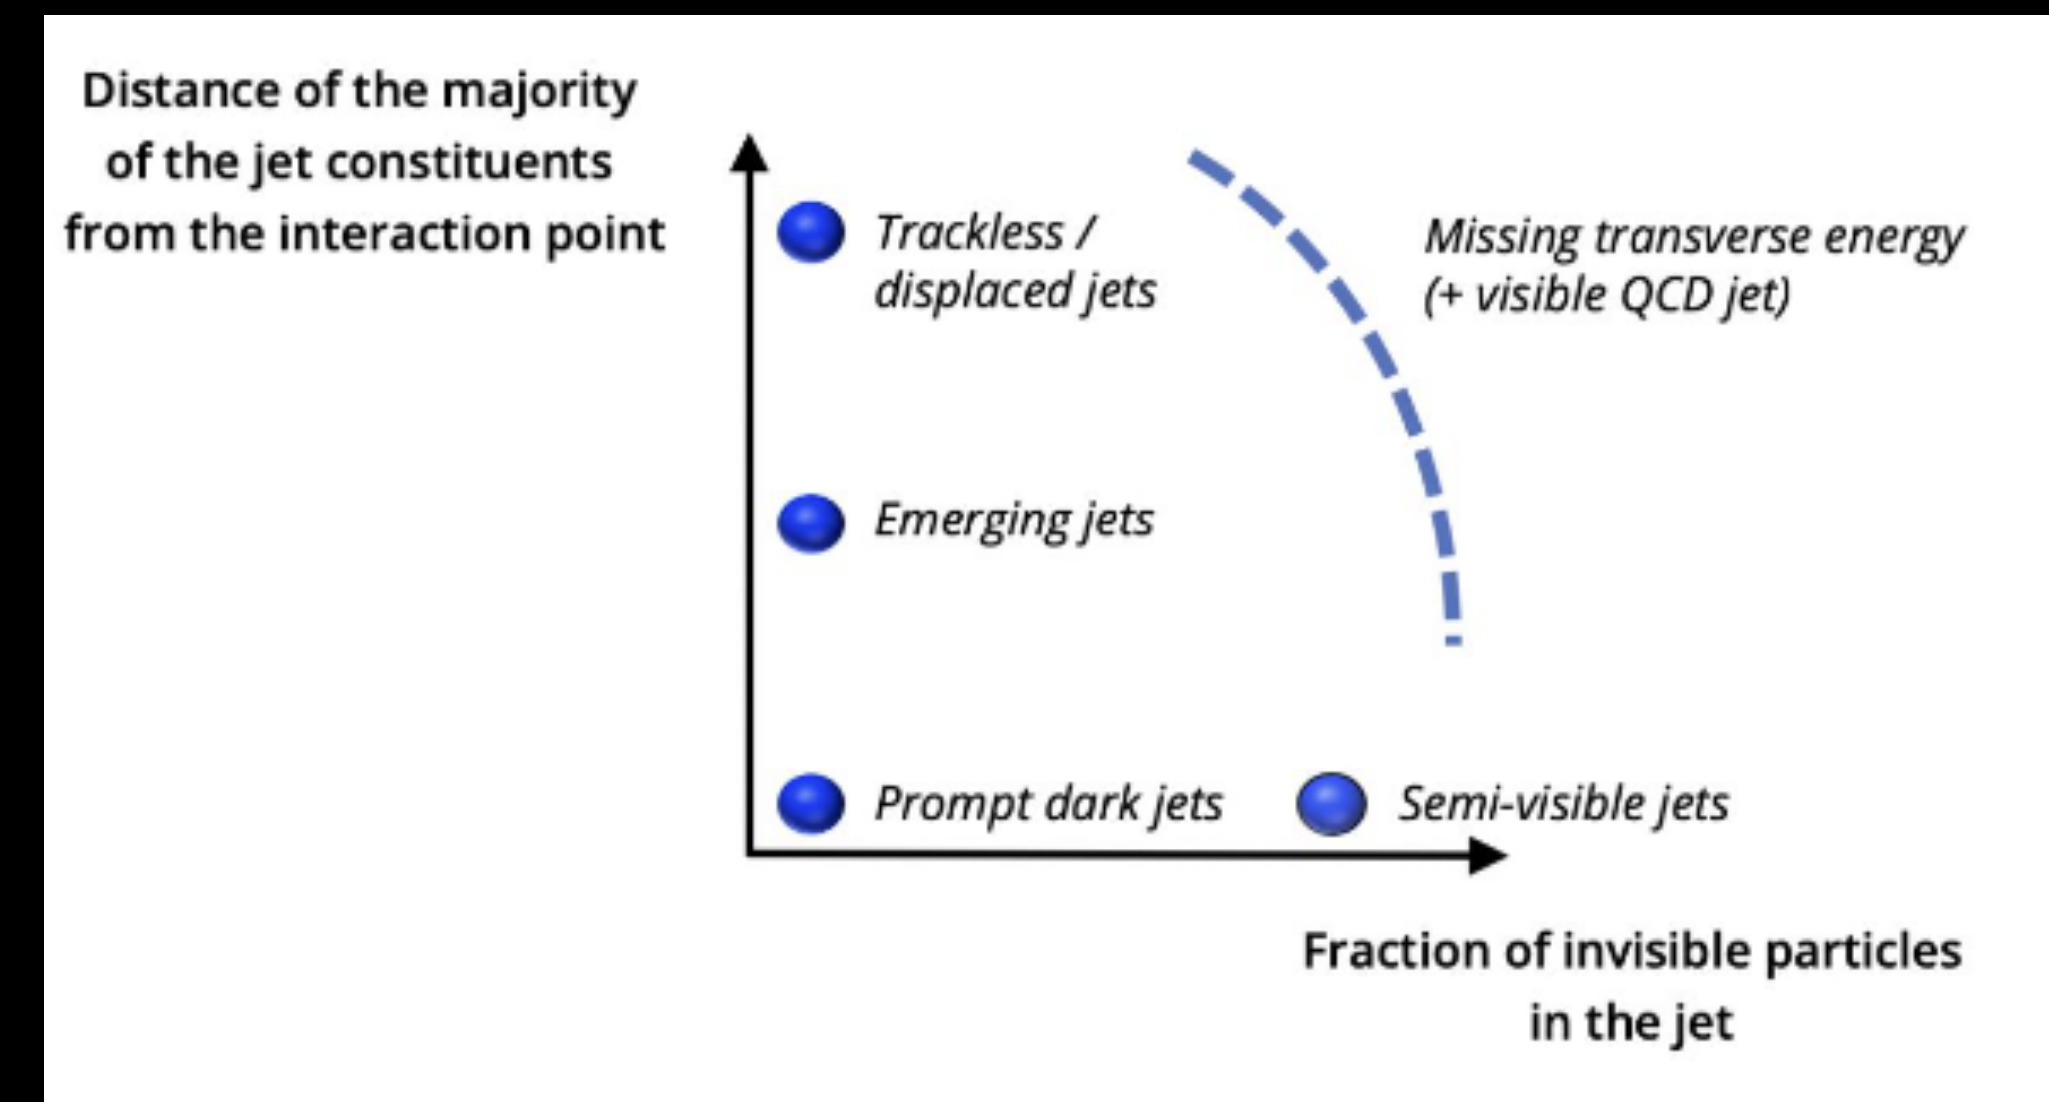 Distance of the majority
of the jet constituents
from the interaction point
Trackless /
displaced jets
Missing transverse energy
(+ visible QCD jet)
Emerging jets
Prompt dark jets
Semi-visible jets
Fraction of invisible particles
in the jet